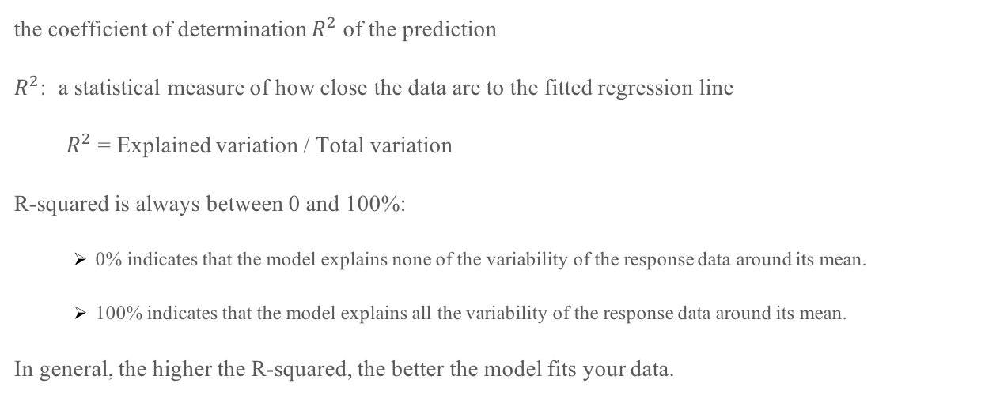 the coefficient of determination R² of the prediction
R²: a statistical measure of how close the data are to the fitted regression line
R² = Explained variation / Total variation
R-squared is always between 0 and 100%:
➢ 0% indicates that the model explains none of the variability of the response data around its mean.
➢ 100% indicates that the model explains all the variability of the response data around its mean.
In general, the higher the R-squared, the better the model fits your data.